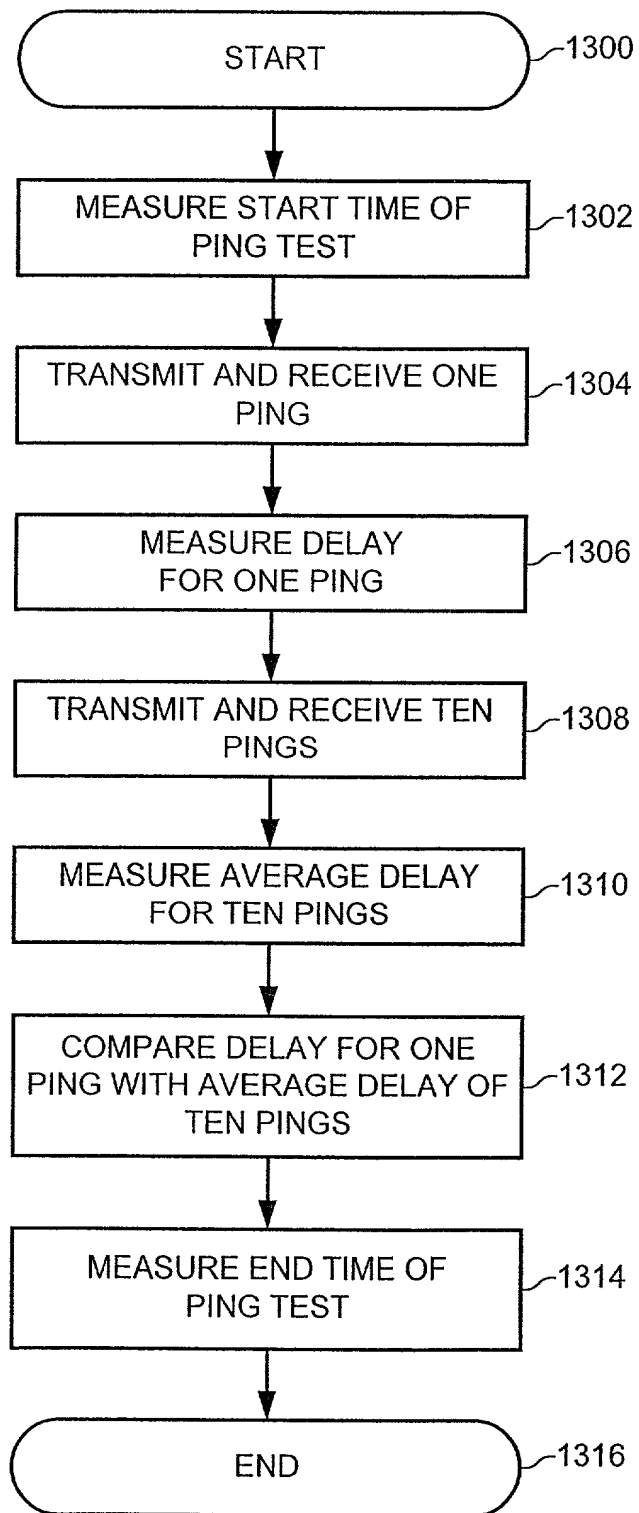 START
1300
MEASURE START TIME OF
PING TEST
1302
TRANSMIT AND RECEIVE ONE
PING
1304
MEASURE DELAY
FOR ONE PING
1306
TRANSMIT AND RECEIVE TEN
PINGS
1308
MEASURE AVERAGE DELAY
FOR TEN PINGS
1310
COMPARE DELAY FOR ONE
PING WITH AVERAGE DELAY OF
TEN PINGS
1312
MEASURE END TIME OF
PING TEST
1314
END
1316